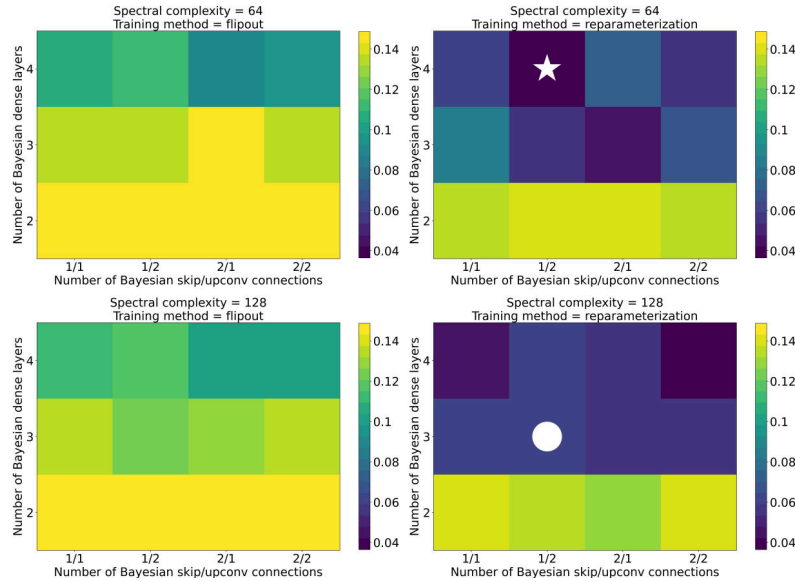 Spectral complexity = 64
Training method = flipout
Number of Bayesian dense layers
4
3
2
1/1 1/2 2/1 2/2
Number of Bayesian skip/upconv connections
0.14
0.12
0.10
0.08
0.06
0.04
Spectral complexity = 64
Training method = reparameterization
Number of Bayesian dense layers
4
3
2
1/1 1/2 2/1 2/2
Number of Bayesian skip/upconv connections
0.14
0.12
0.10
0.08
0.06
0.04
Spectral complexity = 128
Training method = flipout
Number of Bayesian dense layers
4
3
2
1/1 1/2 2/1 2/2
Number of Bayesian skip/upconv connections
0.14
0.12
0.10
0.08
0.06
0.04
Spectral complexity = 128
Training method = reparameterization
Number of Bayesian dense layers
4
3
2
1/1 1/2 2/1 2/2
Number of Bayesian skip/upconv connections
0.14
0.12
0.10
0.08
0.06
0.04